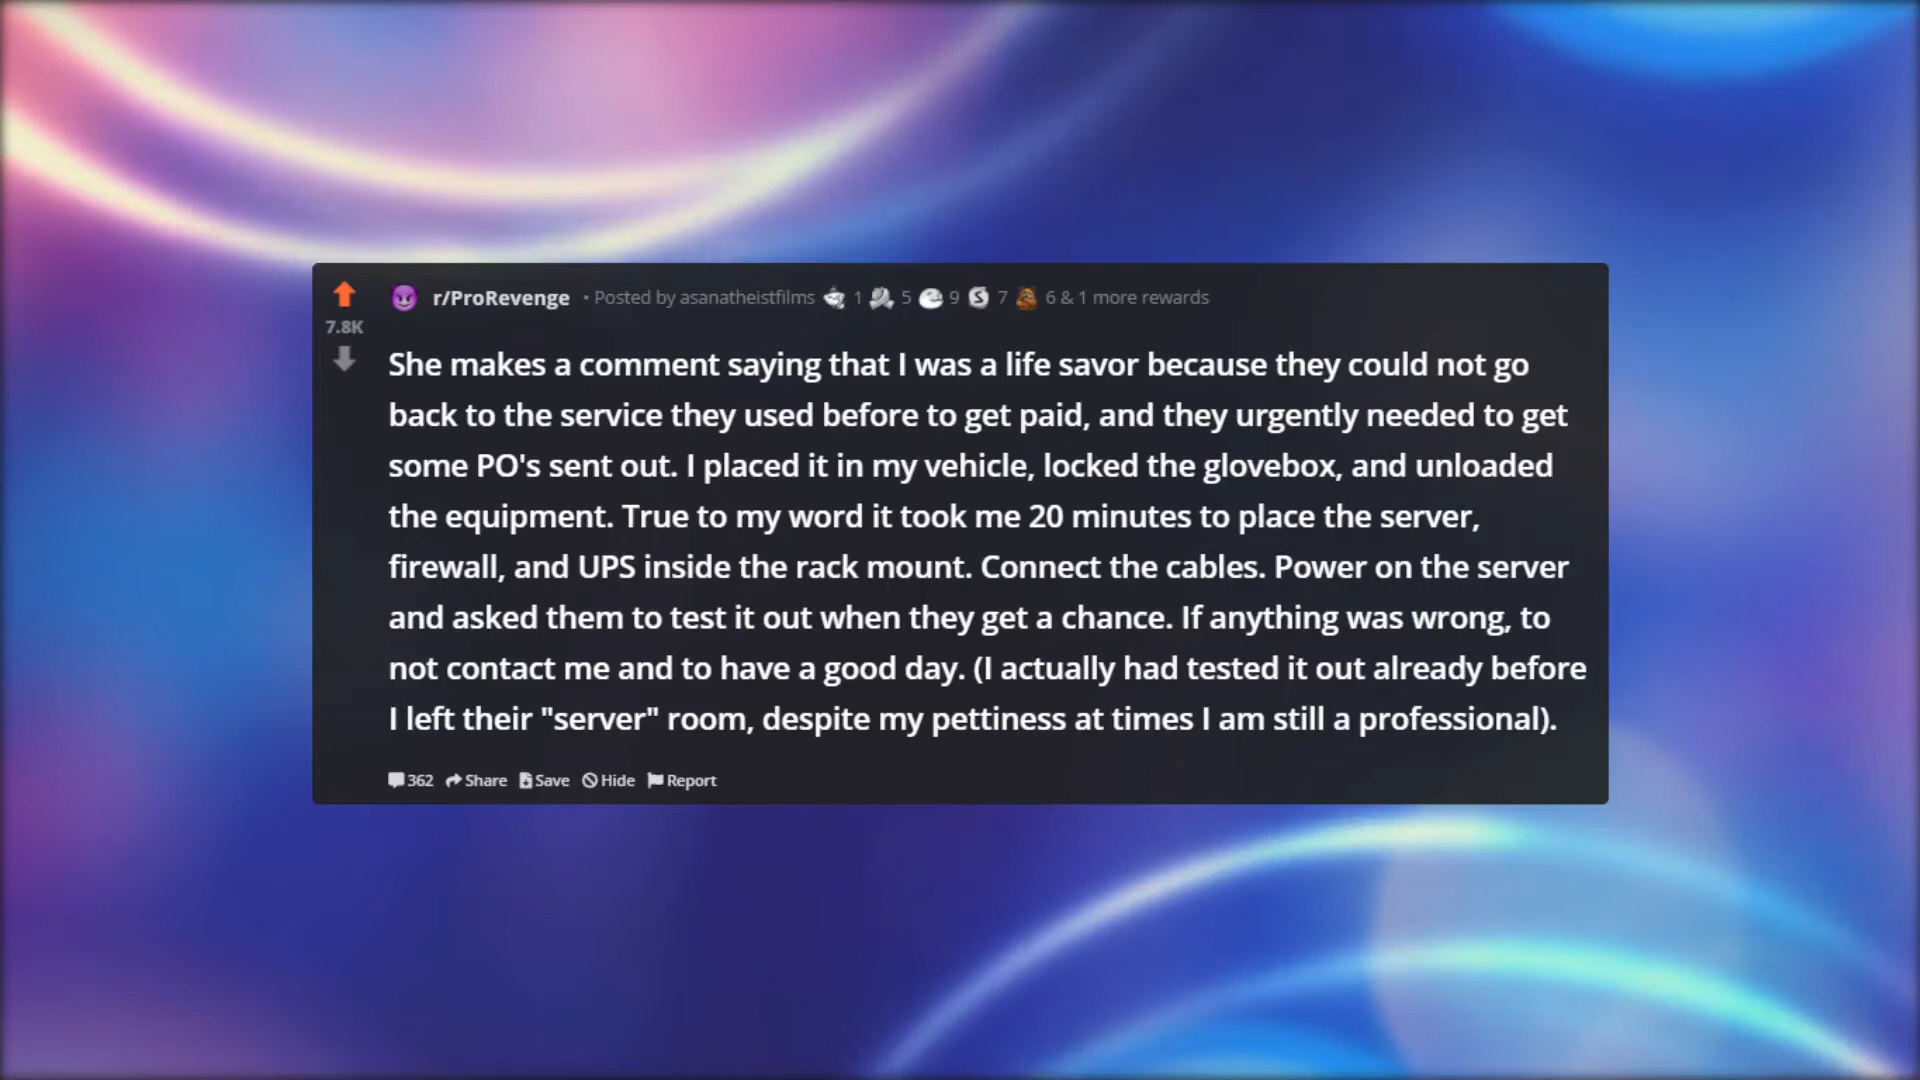 r/ProRevenge • Posted by asanatheistfilms 1 5 9 7 6 & 1 more rewards
7.8K
She makes a comment saying that I was a life savor because they could not go
back to the service they used before to get paid, and they urgently needed to get
some PO's sent out. I placed it in my vehicle, locked the glovebox, and unloaded
the equipment. True to my word it took me 20 minutes to place the server,
firewall, and UPS inside the rack mount. Connect the cables. Power on the server
and asked them to test it out when they get a chance. If anything was wrong, to
not contact me and to have a good day. (I actually had tested it out already before
I left their "server" room, despite my pettiness at times I am still a professional).
362 Share Save Hide Report